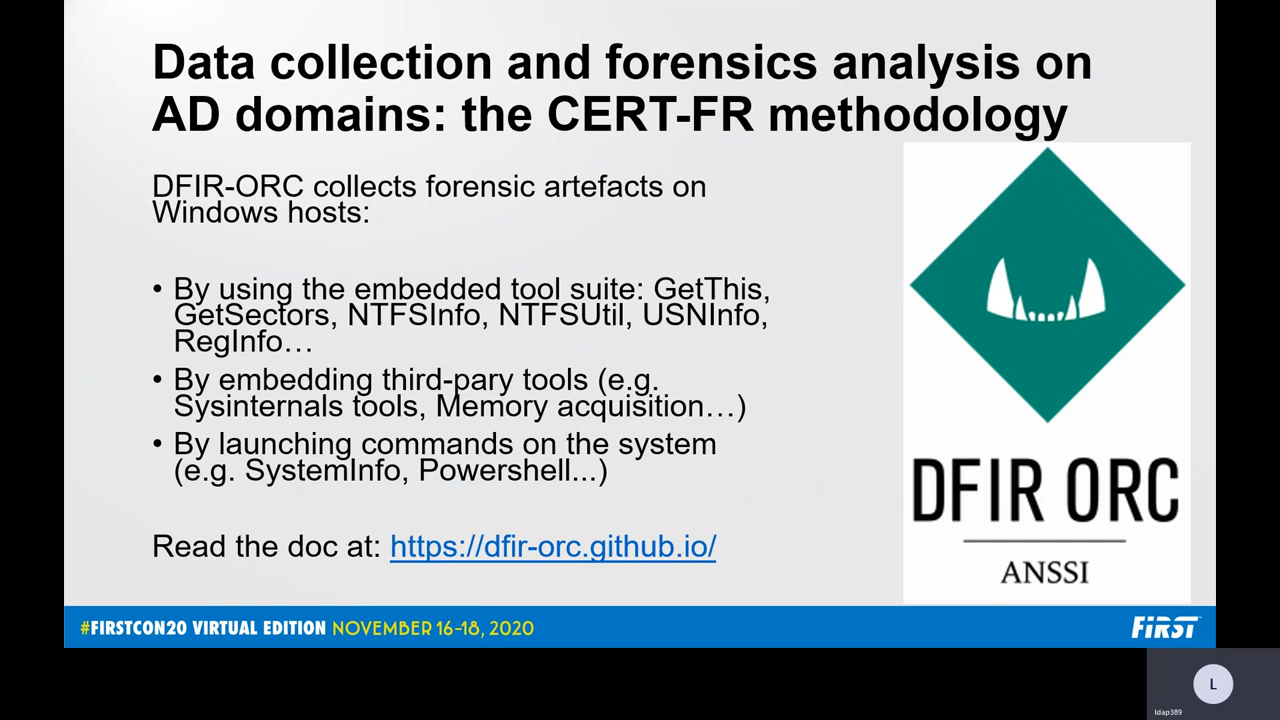 Data collection and forensics analysis on
AD domains: the CERT-FR methodology
DFIR-ORC collects forensic artefacts on
Windows hosts:
• By using the embedded tool suite: GetThis,
GetSectors, NTFSInfo, NTFSUtil, USNInfo,
RegInfo…
• By embedding third-pary tools (e.g.
Sysinternals tools, Memory acquisition…)
• By launching commands on the system
(e.g. SystemInfo, Powershell...)
Read the doc at: https://dfir-orc.github.io/
DFIR ORC
ANSSI
#FIRSTCON20 VIRTUAL EDITION NOVEMBER 16-18, 2020
FiRST
L
ldap389